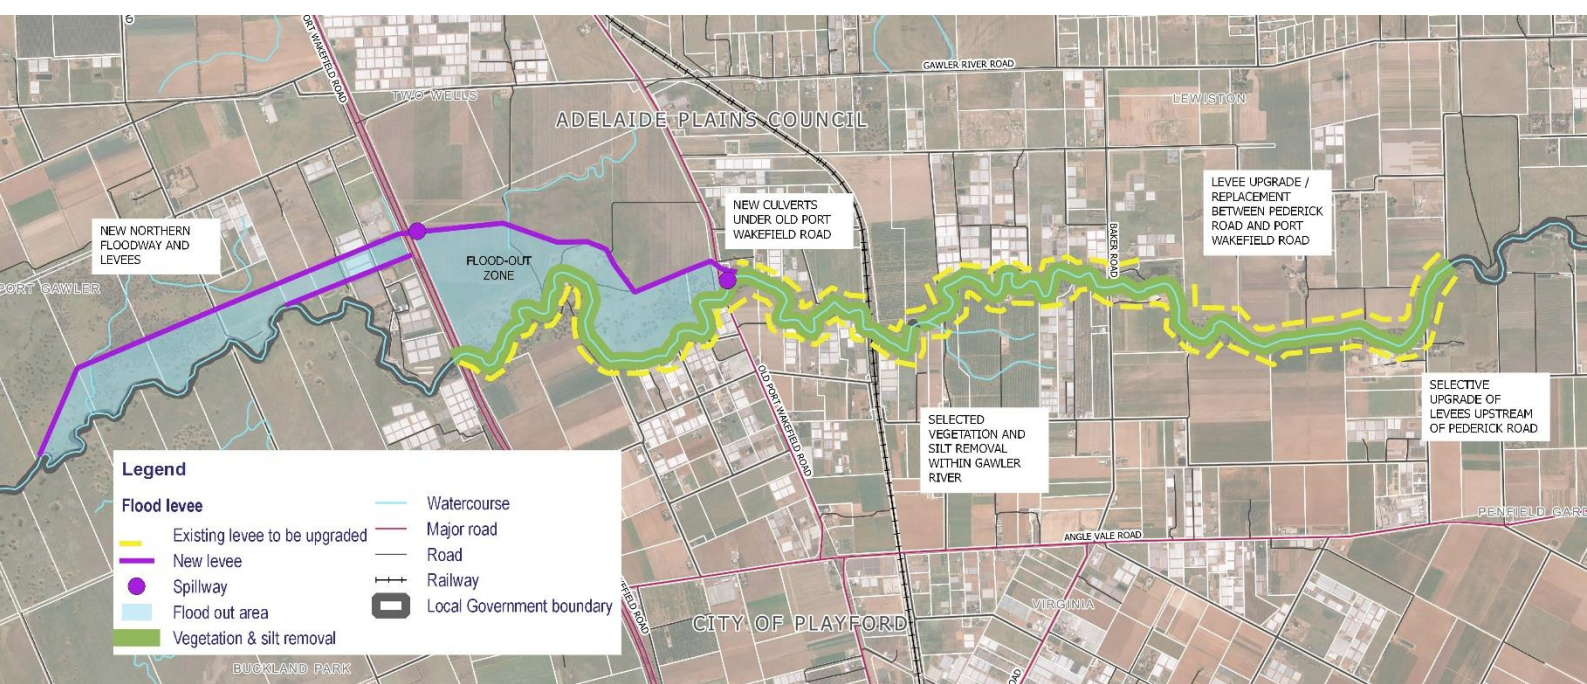 PORT WAKEFIELD ROAD
GAWLER RIVER ROAD
TWO WELLS
LEWISTON
ADELAIDE PLAINS COUNCIL
LEVEE UPGRADE /
REPLACEMENT
BETWEEN PEDERICK
ROAD AND PORT
WAKEFIELD ROAD
NEW CULVERTS
UNDER OLD PORT
WAKEFIELD ROAD
NEW NORTHERN
FLOODWAY AND
LEVEES
BAKER ROAD
FLOOD-OUT
ZONE
PORT GAWLER
OLD PORT WAKEFIELD ROAD
SELECTIVE
UPGRADE OF
LEVEES UPSTREAM
OF PEDERICK ROAD
SELECTED
VEGETATION AND
SILT REMOVAL
WITHIN GAWLER
RIVER
Legend
Flood levee
Existing levee to be upgraded
New levee
Spillway
Flood out area
Vegetation & silt removal
Watercourse
Major road
Road
Railway
Local Government boundary
PENFIELD GARD
ANGLE VALE ROAD
VIRGINIA
EFIELD ROAD
CITY OF PLAYFORD
BUCKLAND PARK
OAD